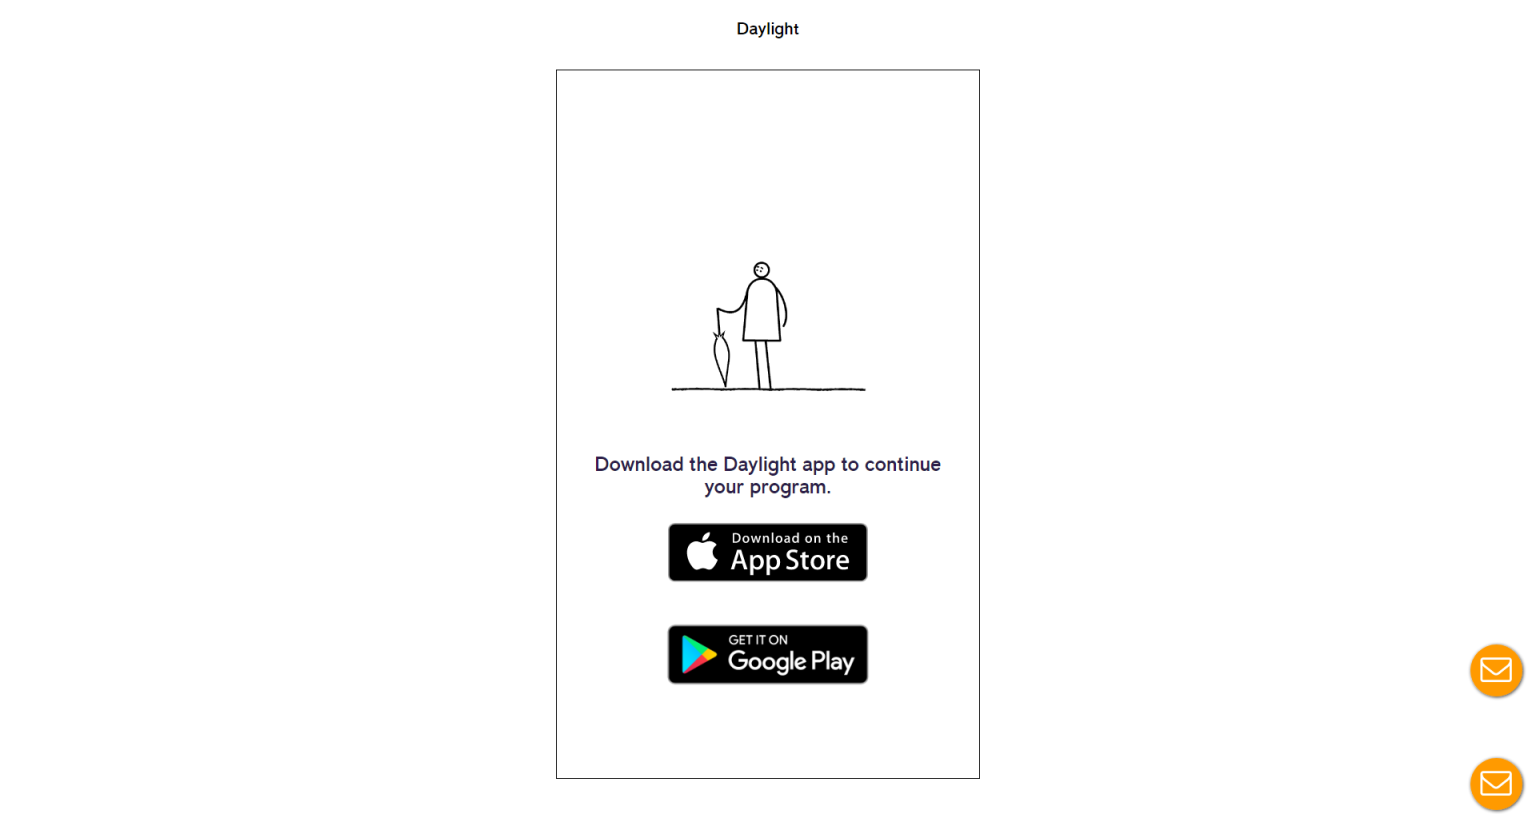 Daylight
Download the Daylight app to continue
your program.
Download on the
App Store
GET IT ON
Google Play